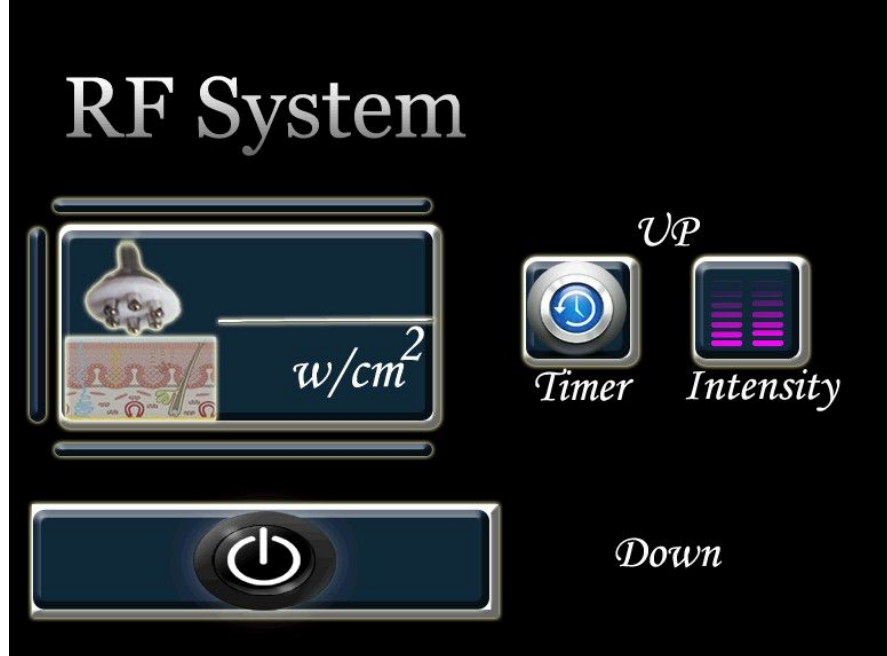 RF System
UP
w/cm²
Timer
Intensity
Down